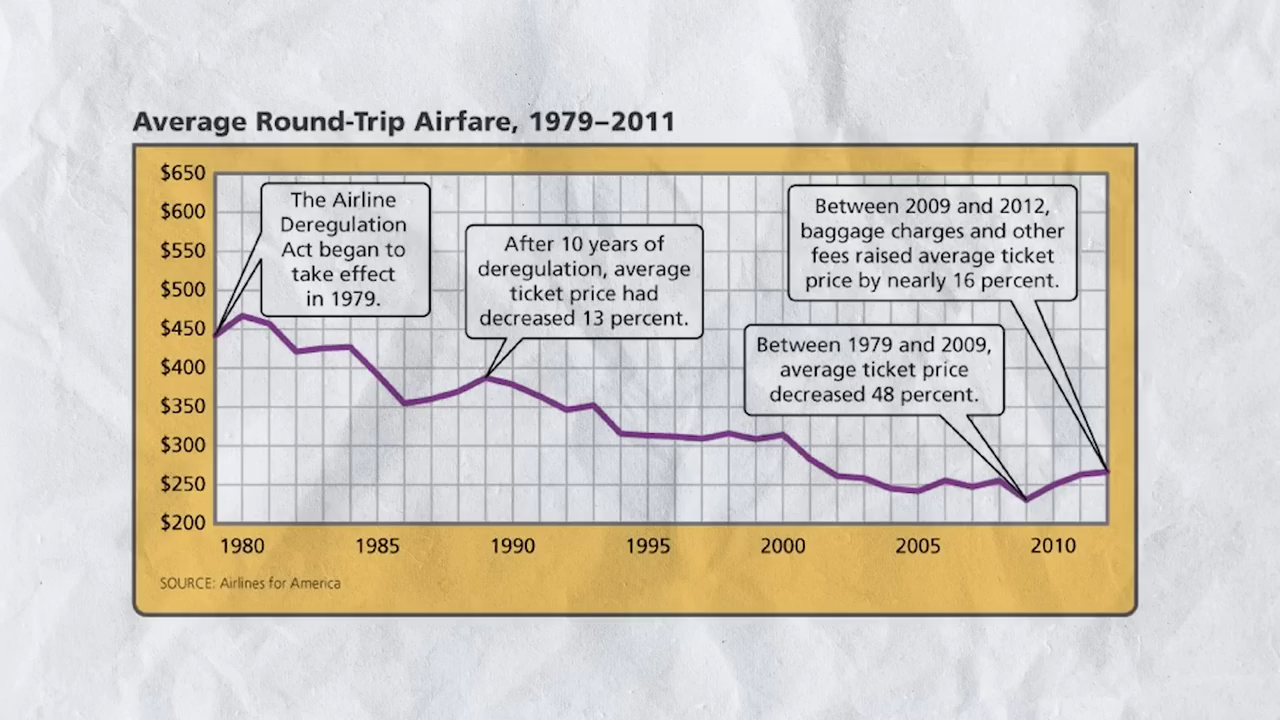 Average Round-Trip Airfare, 1979–2011
$650
$600
$550
$500
$450
$400
$350
$300
$250
$200
The Airline
Deregulation
Act began to
take effect
in 1979.
After 10 years of
deregulation, average
ticket price had
decreased 13 percent.
Between 2009 and 2012,
baggage charges and other
fees raised average ticket
price by nearly 16 percent.
Between 1979 and 2009,
average ticket price
decreased 48 percent.
1980 1985 1990 1995 2000 2005 2010
SOURCE: Airlines for America